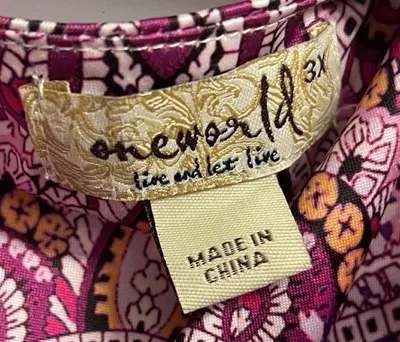 oneworld 3X
live and let live
MADE IN
CHINA